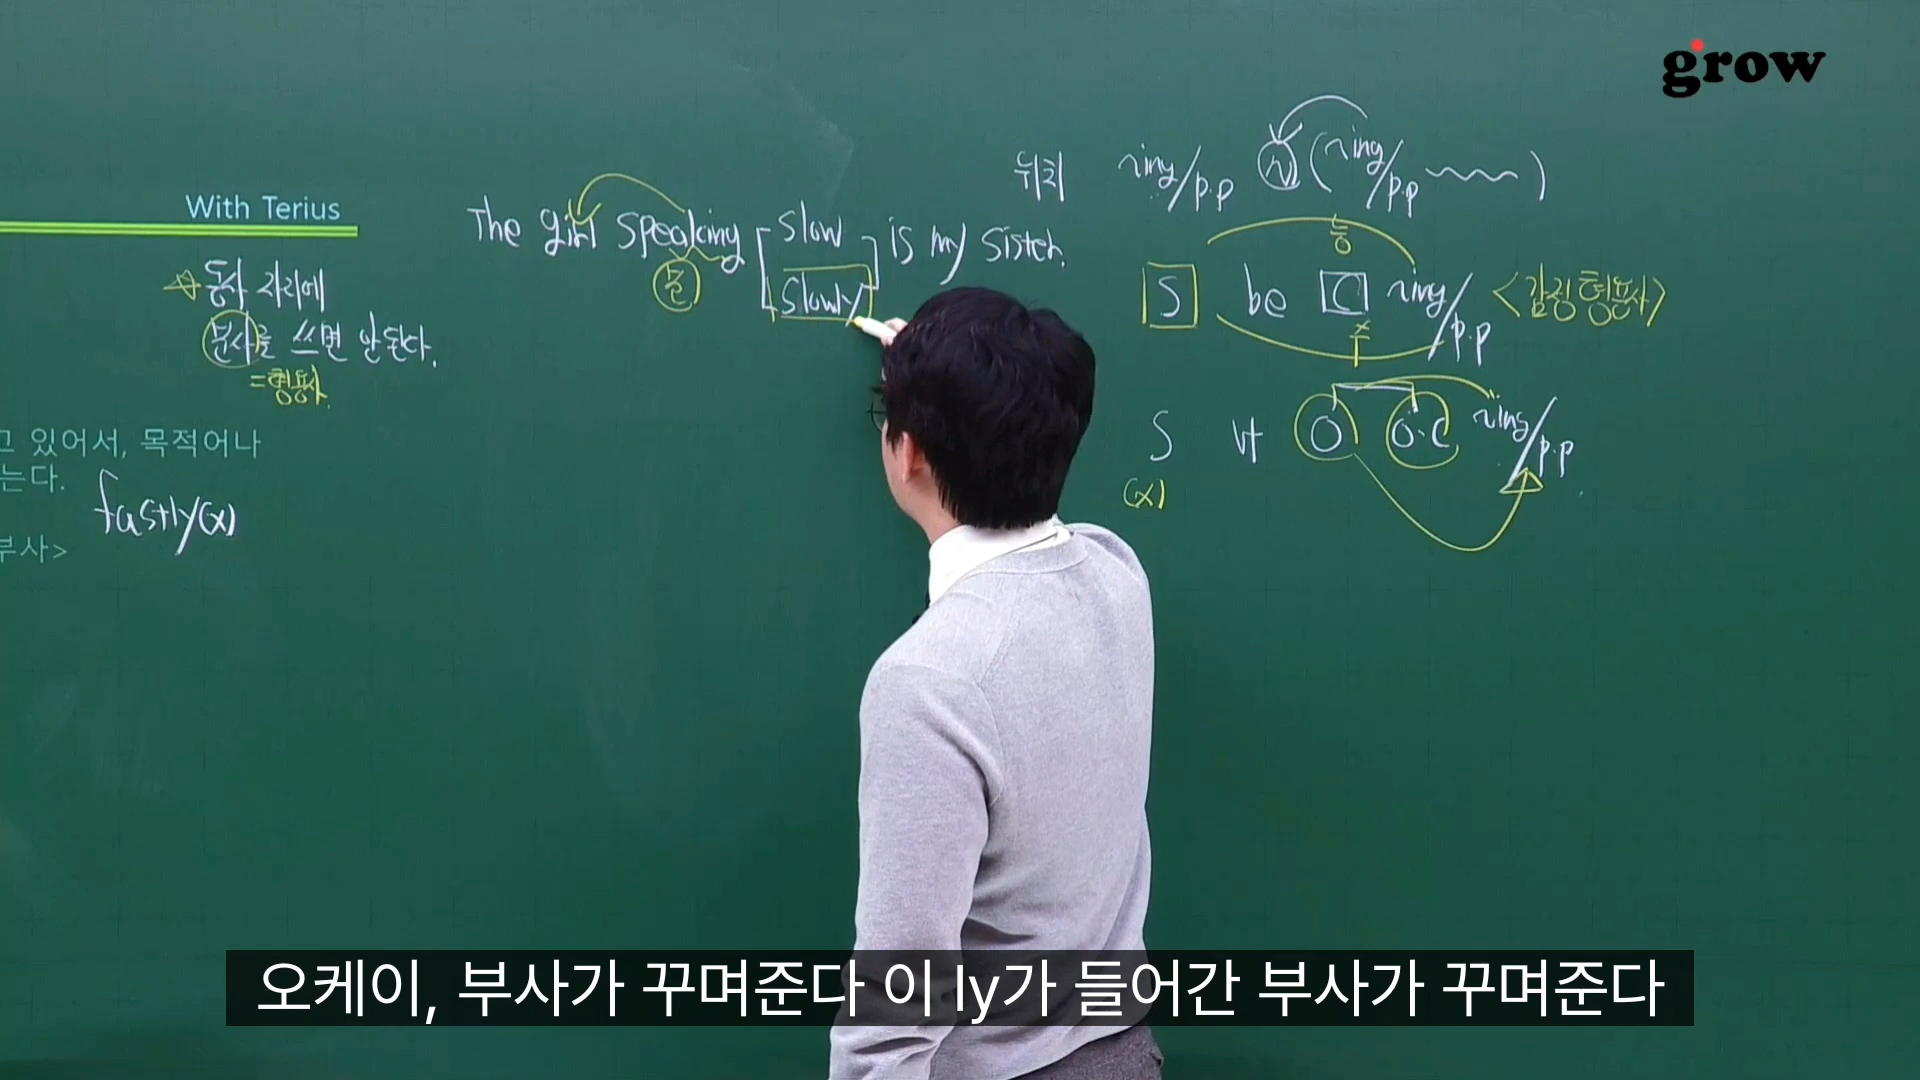 grow
With Terius
동사 자리에
분사를 쓰면 안된다.
=형용사.
고 있어서, 목적어나
는다.
fastly(x)
부사>
The girl speaking [ slow is my sister.
분 slowly
위치 ~ing/p.p n (~ing/p.p ~~~)
능
S be C ~ing/p.p <감정 형용사>
주
S vt O O.C ~ing/p.p
(x)
오케이, 부사가 꾸며준다 이 ly가 들어간 부사가 꾸며준다